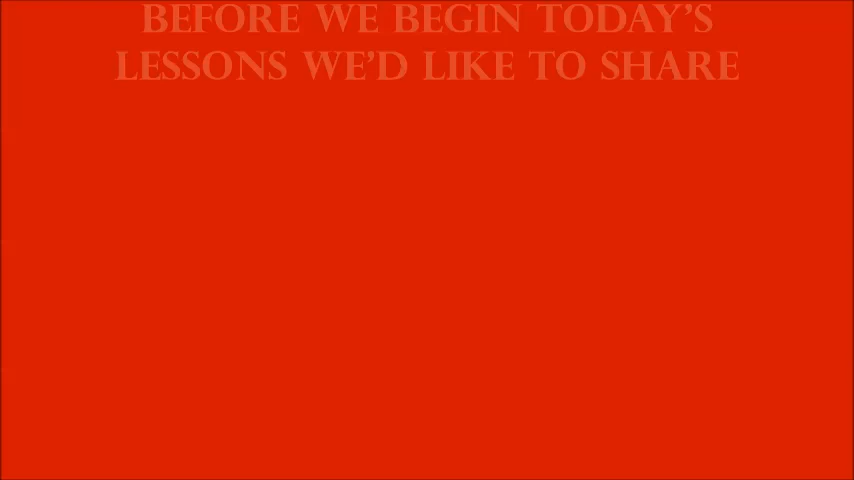 BEFORE WE BEGIN TODAY'S
LESSONS WE'D LIKE TO SHARE